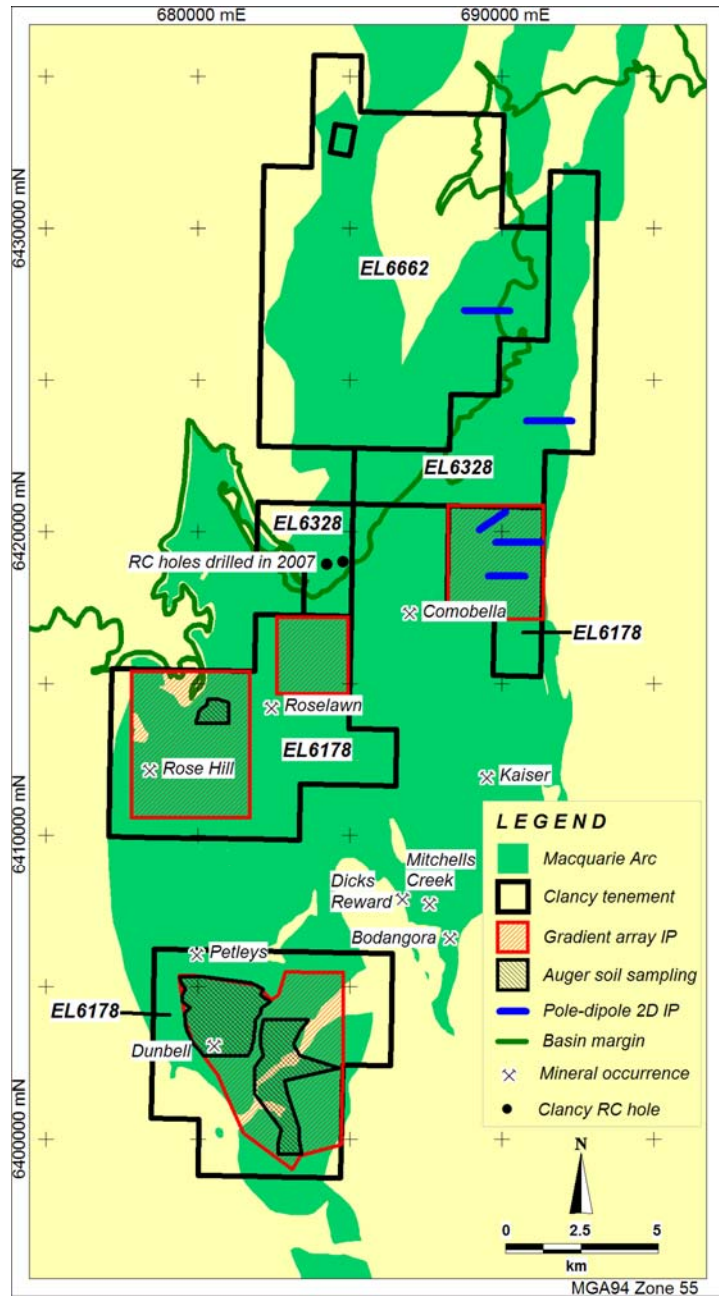 680000 mE
690000 mE
6430000 mN
EL6662
EL6328
6420000 mN
EL6328
RC holes drilled in 2007
Comobella
EL6178
Roselawn
EL6178
Rose Hill
Kaiser
6410000 mN
LEGEND
Macquarie Arc
Clancy tenement
Gradient array IP
Auger soil sampling
Pole-dipole 2D IP
Basin margin
Mineral occurrence
Clancy RC hole
Mitchells
Creek
Dicks
Reward
Bodangora
Petleys
EL6178
Dunbell
6400000 mN
N
0 2.5 5
km
MGA94 Zone 55